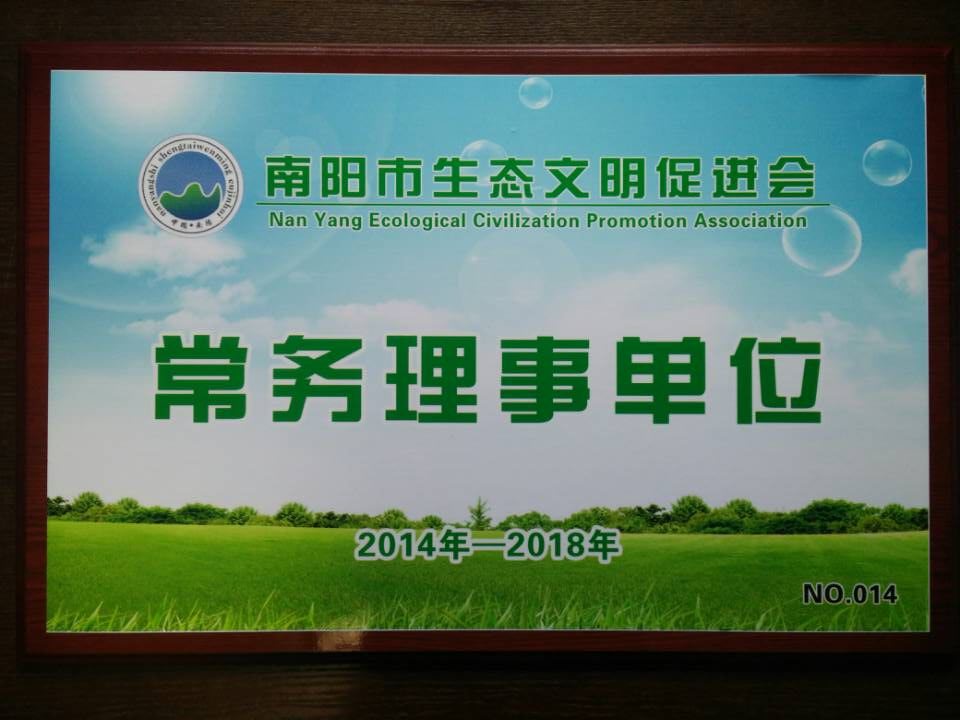 南阳市生态文明促进会
Nan Yang Ecological Civilization Promotion Association
常务理事单位
2014年—2018年
NO.014